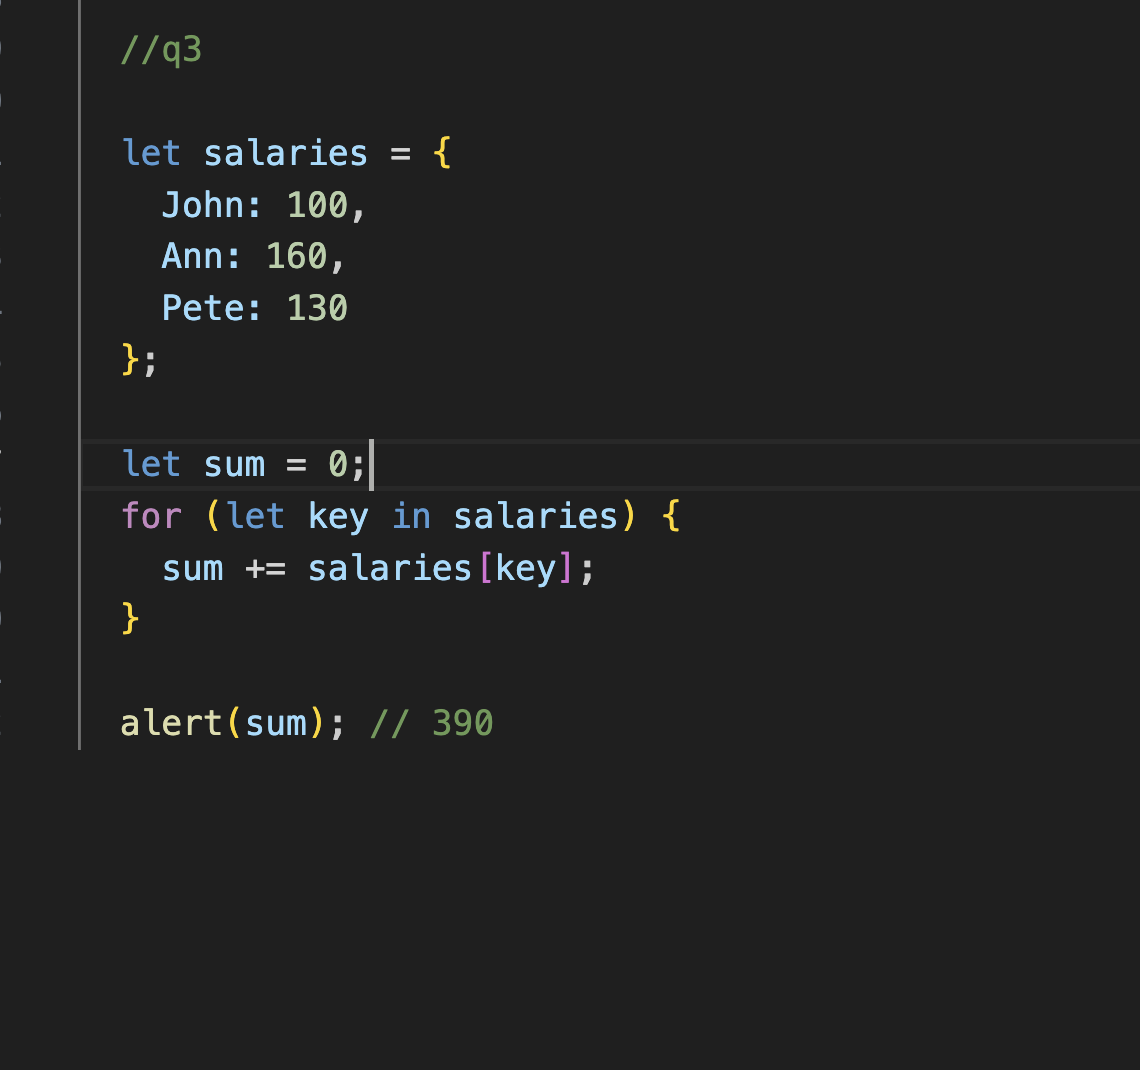 //q3
let salaries = {
  John: 100,
  Ann: 160,
  Pete: 130
};
let sum = 0;
for (let key in salaries) {
  sum += salaries[key];
}
alert(sum); // 390